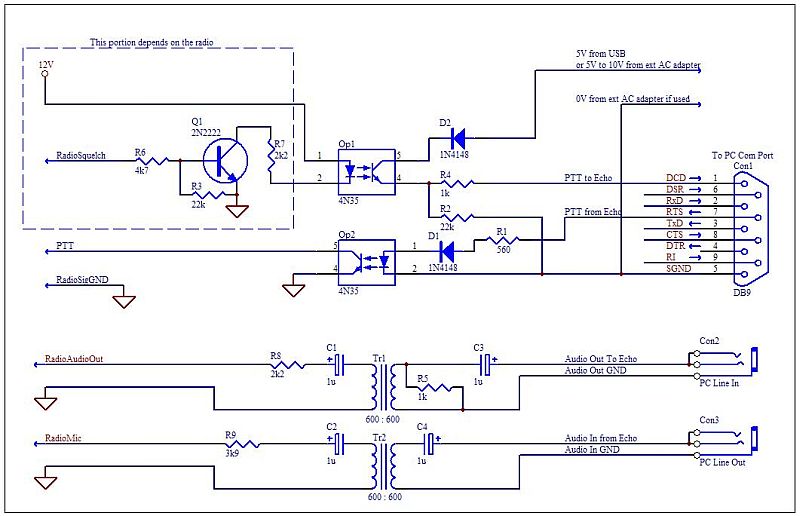 This portion depends on the radio
12V
5V from USB
or 5V to 10V from ext AC adapter
0V from ext AC adapter if used
Q1
2N2222
RadioSquelch
R6
4k7
R3
22k
R7
2k2
Op1
1
2
5
4
4N35
D2
1N4148
R4
1k
R2
22k
PTT to Echo
PTT from Echo
To PC Com Port
Con1
DCD 1
DSR 6
RxD 2
RTS 7
TxD 3
CTS 8
DTR 4
RI 9
SGND 5
DB9
PTT
RadioSigGND
Op2
5
4
1
2
4N35
D1
1N4148
R1
560
RadioAudioOut
R8
2k2
C1
+
1u
Tr1
600 : 600
R5
1k
C3
+
1u
Audio Out To Echo
Audio Out GND
Con2
PC Line In
RadioMic
R9
3k9
C2
+
1u
Tr2
600 : 600
C4
+
1u
Audio In from Echo
Audio In GND
Con3
PC Line Out